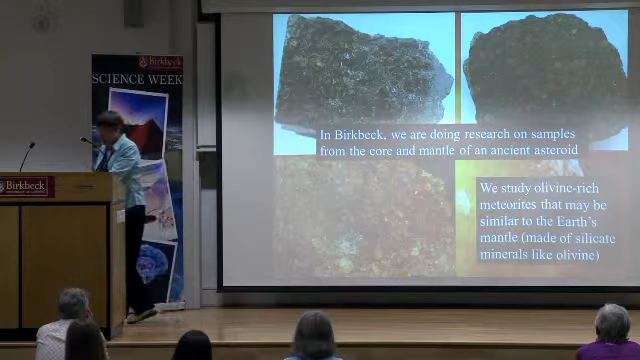 Birkbeck
SCIENCE WEEK
Birkbeck
In Birkbeck, we are doing research on samples
from the core and mantle of an ancient asteroid
We study olivine-rich
meteorites that may be
similar to the Earth's
mantle (made of silicate
minerals like olivine)